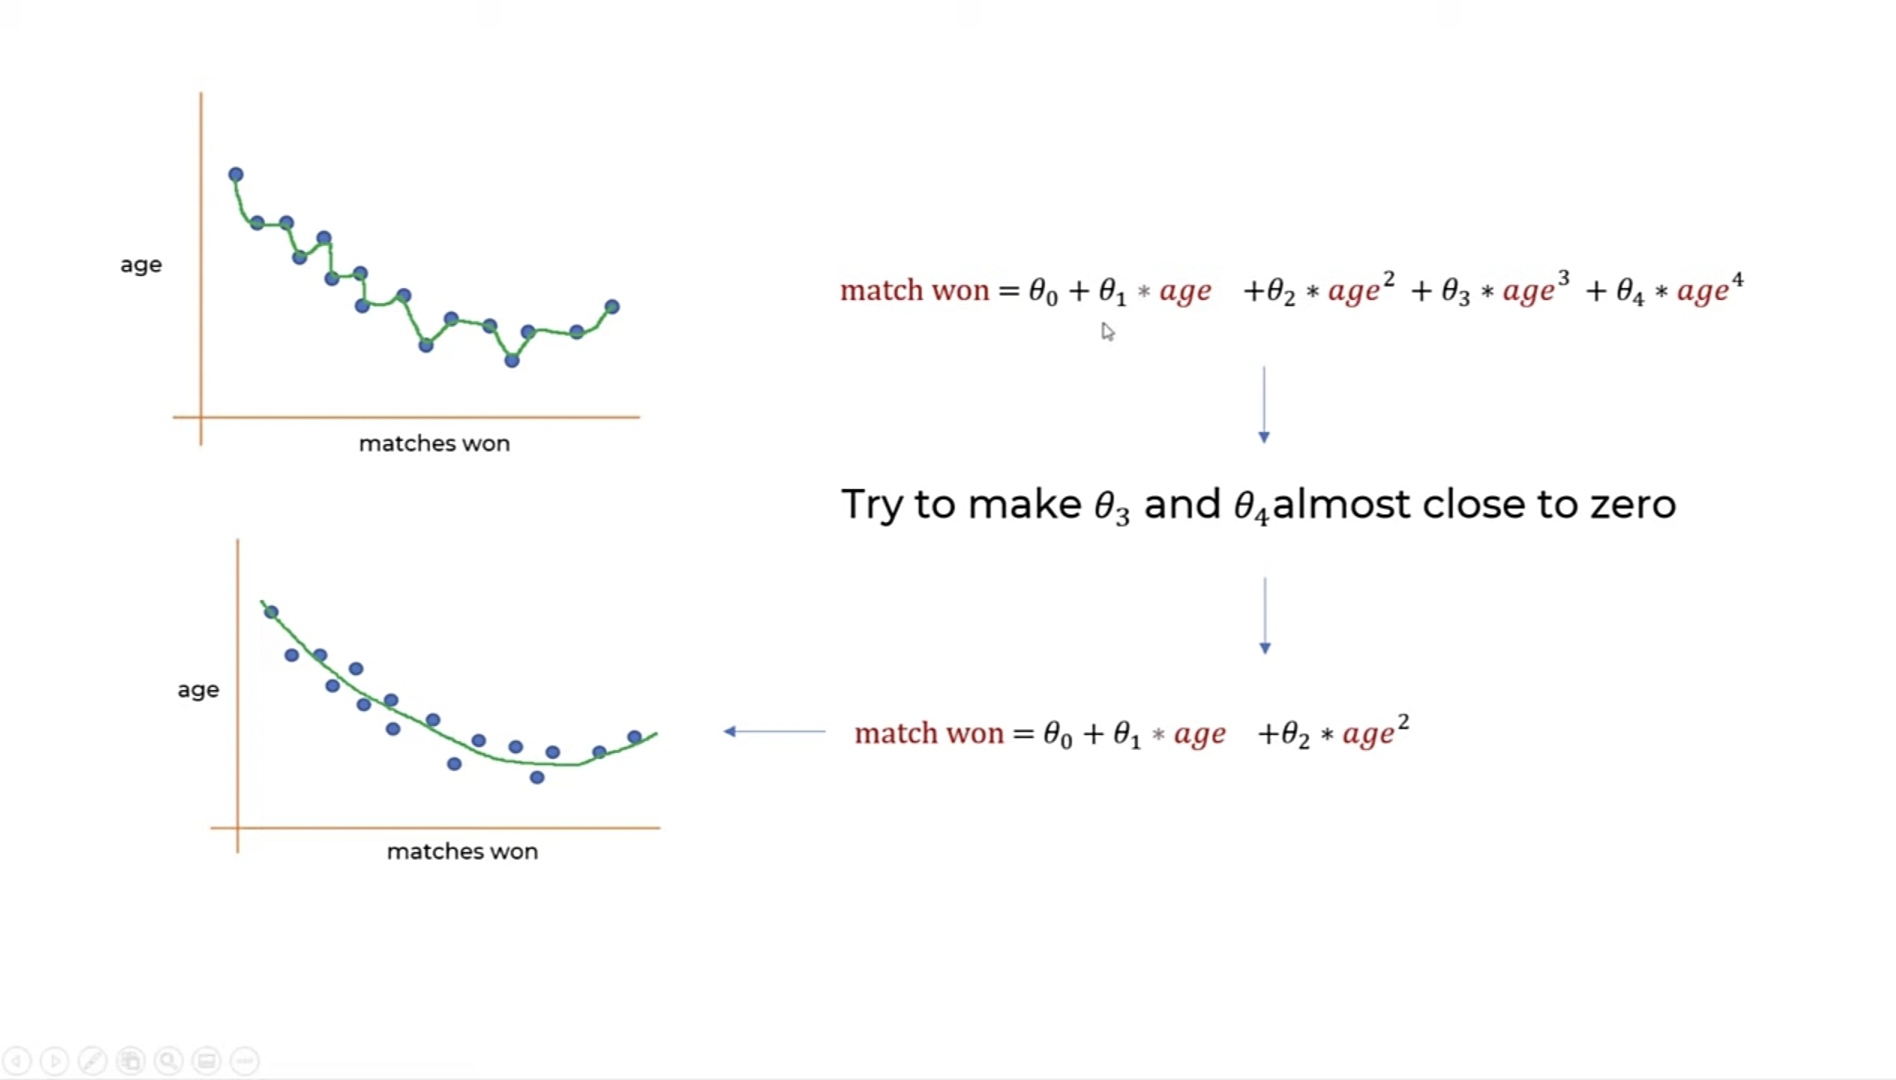 age
matches won
match won = θ₀ + θ₁ * age +θ₂ * age² + θ₃ * age³ + θ₄ * age⁴
Try to make θ₃ and θ₄almost close to zero
age
match won = θ₀ + θ₁ * age +θ₂ * age²
matches won